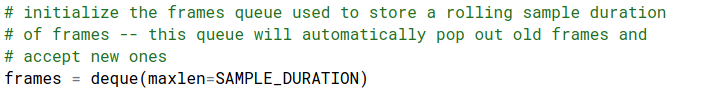 # initialize the frames queue used to store a rolling sample duration
# of frames -- this queue will automatically pop out old frames and
# accept new ones
frames = deque(maxlen=SAMPLE_DURATION)